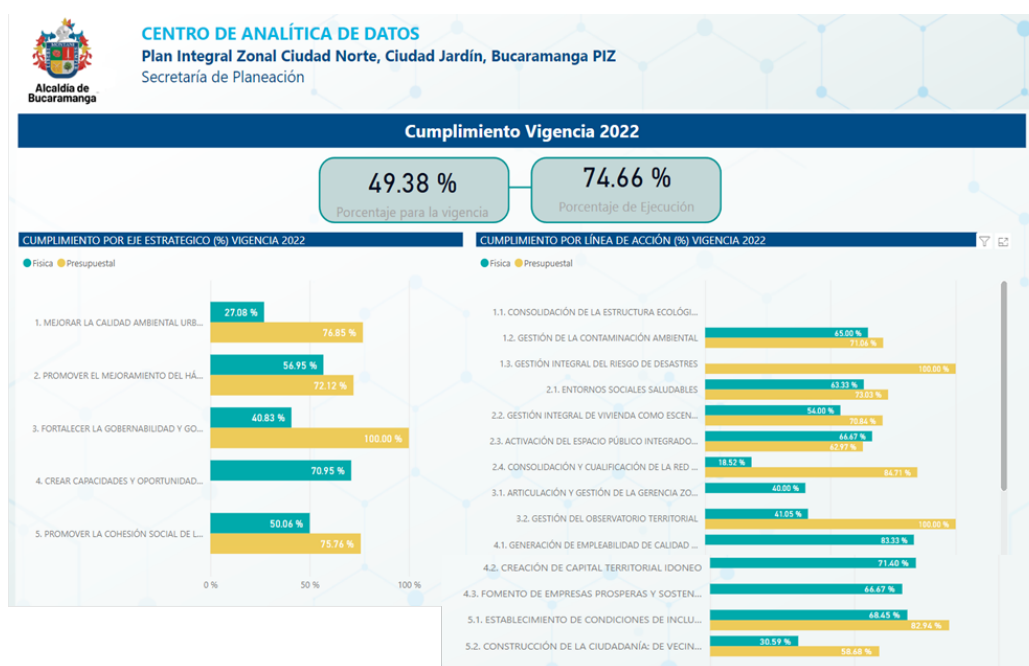 CENTRO DE ANALÍTICA DE DATOS
Plan Integral Zonal Ciudad Norte, Ciudad Jardín, Bucaramanga PIZ
Secretaría de Planeación
Alcaldía de
Bucaramanga
Cumplimiento Vigencia 2022
49.38 %
Porcentaje para la vigencia
74.66 %
Porcentaje de Ejecución
CUMPLIMIENTO POR EJE ESTRATEGICO (%) VIGENCIA 2022
Física Presupuestal
1. MEJORAR LA CALIDAD AMBIENTAL URB...
27.08 %
76.85 %
2. PROMOVER EL MEJORAMIENTO DEL HÁ...
56.95 %
72.12 %
3. FORTALECER LA GOBERNABILIDAD Y GO...
40.83 %
100.00 %
4. CREAR CAPACIDADES Y OPORTUNIDAD...
70.95 %
5. PROMOVER LA COHESIÓN SOCIAL DE L...
50.06 %
75.76 %
0 % 50 % 100 %
CUMPLIMIENTO POR LÍNEA DE ACCIÓN (%) VIGENCIA 2022
Física Presupuestal
1.1. CONSOLIDACIÓN DE LA ESTRUCTURA ECOLÓGI...
1.2. GESTIÓN DE LA CONTAMINACIÓN AMBIENTAL
65.00 %
71.06 %
1.3. GESTIÓN INTEGRAL DEL RIESGO DE DESASTRES
100.00 %
2.1. ENTORNOS SOCIALES SALUDABLES
63.33 %
73.03 %
2.2. GESTIÓN INTEGRAL DE VIVIENDA COMO ESCEN...
54.00 %
70.84 %
2.3. ACTIVACIÓN DEL ESPACIO PÚBLICO INTEGRADO...
66.67 %
62.97 %
2.4. CONSOLIDACIÓN Y CUALIFICACIÓN DE LA RED ...
18.52 %
84.71 %
3.1. ARTICULACIÓN Y GESTIÓN DE LA GERENCIA ZO...
40.00 %
3.2. GESTIÓN DEL OBSERVATORIO TERRITORIAL
41.05 %
100.00 %
4.1. GENERACIÓN DE EMPLEABILIDAD DE CALIDAD ...
83.33 %
4.2. CREACIÓN DE CAPITAL TERRITORIAL IDONEO
71.40 %
4.3. FOMENTO DE EMPRESAS PROSPERAS Y SOSTEN...
66.67 %
5.1. ESTABLECIMIENTO DE CONDICIONES DE INCLU...
68.45 %
82.94 %
5.2. CONSTRUCCIÓN DE LA CIUDADANÍA: DE VECIN...
30.59 %
58.68 %